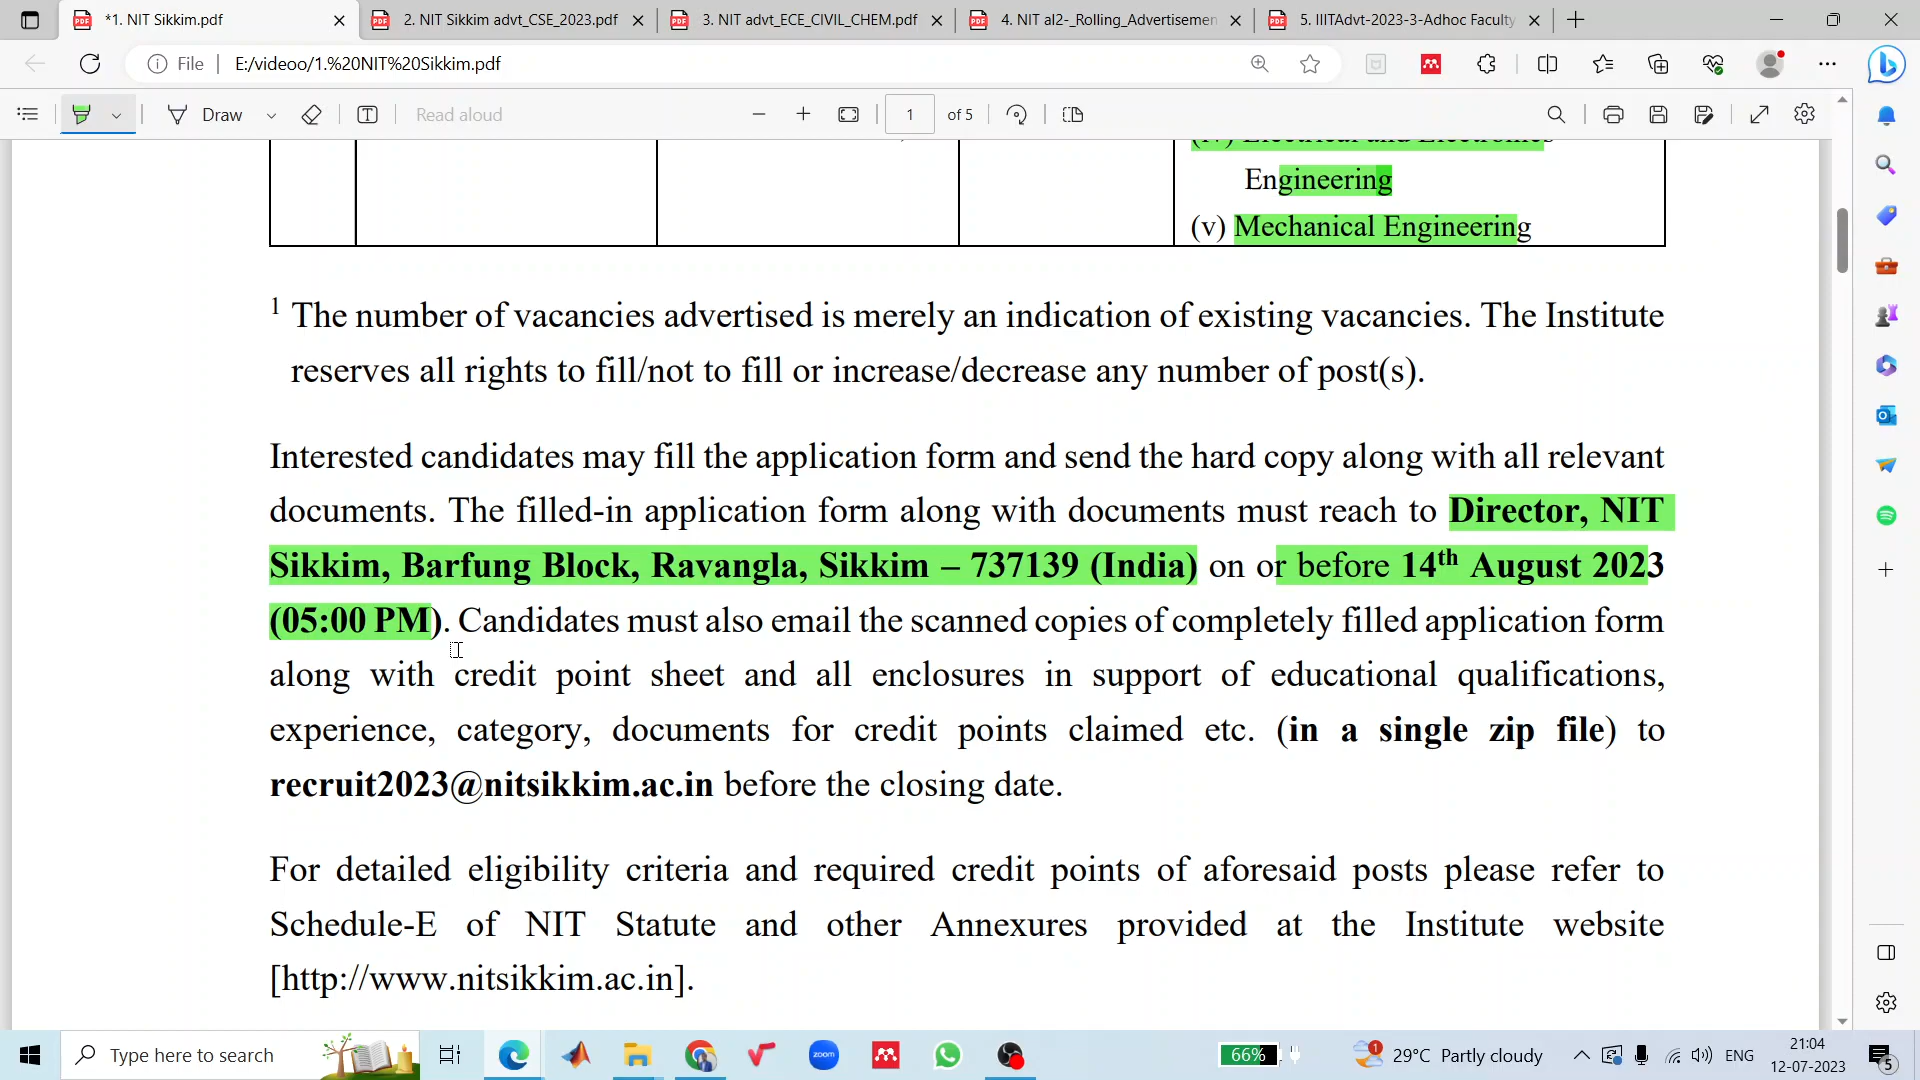 *1. NIT Sikkim.pdf
2. NIT Sikkim advt_CSE_2023.pdf
3. NIT advt_ECE_CIVIL_CHEM.pdf
4. NIT al2-_Rolling_Advertisemen
5. IIITAdvt-2023-3-Adhoc Faculty
File
E:/videoo/1.%20NIT%20Sikkim.pdf
Draw
Read aloud
1 of 5
(iv) Electrical and Electronics
Engineering
(v) Mechanical Engineering
1 The number of vacancies advertised is merely an indication of existing vacancies. The Institute
reserves all rights to fill/not to fill or increase/decrease any number of post(s).
Interested candidates may fill the application form and send the hard copy along with all relevant
documents. The filled-in application form along with documents must reach to Director, NIT
Sikkim, Barfung Block, Ravangla, Sikkim – 737139 (India) on or before 14th August 2023
(05:00 PM). Candidates must also email the scanned copies of completely filled application form
along with credit point sheet and all enclosures in support of educational qualifications,
experience, category, documents for credit points claimed etc. (in a single zip file) to
recruit2023@nitsikkim.ac.in before the closing date.
For detailed eligibility criteria and required credit points of aforesaid posts please refer to
Schedule-E of NIT Statute and other Annexures provided at the Institute website
[http://www.nitsikkim.ac.in].
Type here to search
zoom
66%
1
29°C Partly cloudy
ENG
21:04
12-07-2023
5